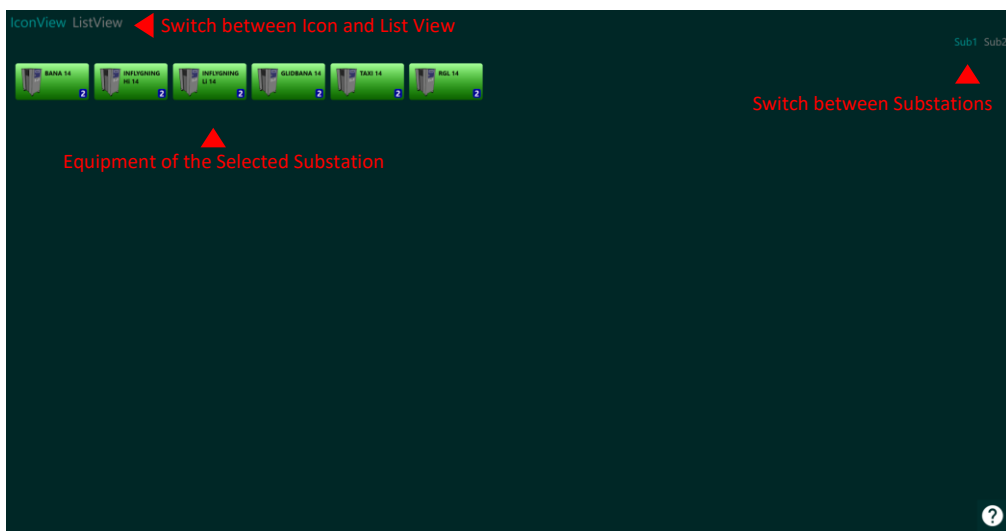 IconView ListView
Switch between Icon and List View
Sub1 Sub2
BANA 14
2
INFLYGNING
Hi 14
2
INFLYGNING
Li 14
2
GLIDBANA 14
2
TAXI 14
2
RGL 14
2
Switch between Substations
Equipment of the Selected Substation
?